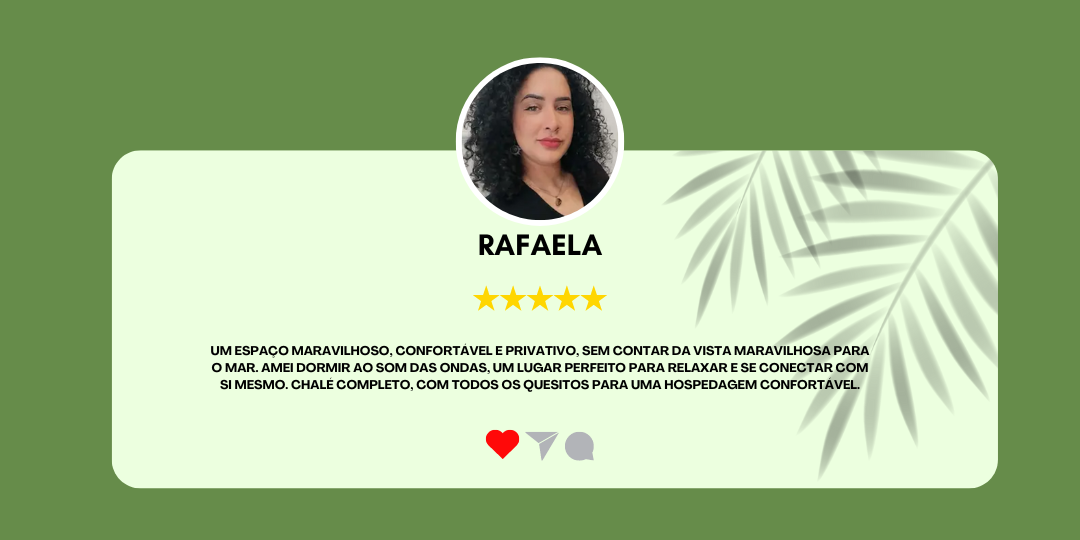 RAFAELA
UM ESPAÇO MARAVILHOSO, CONFORTÁVEL E PRIVATIVO, SEM CONTAR DA VISTA MARAVILHOSA PARA
O MAR. AMEI DORMIR AO SOM DAS ONDAS, UM LUGAR PERFEITO PARA RELAXAR E SE CONECTAR COM
SI MESMO. CHALÉ COMPLETO, COM TODOS OS QUESITOS PARA UMA HOSPEDAGEM CONFORTÁVEL.